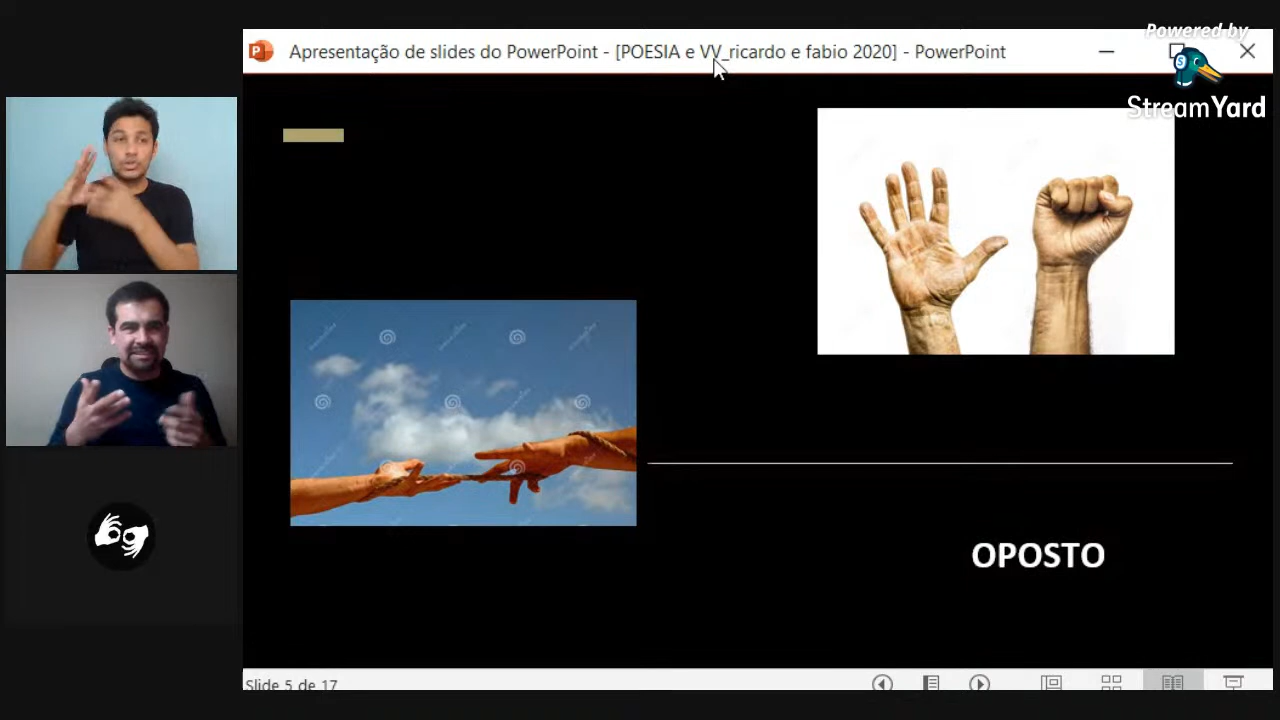 Apresentação de slides do PowerPoint - [POESIA e VV_ricardo e fabio 2020] - PowerPoint
Powered by
StreamYard
OPOSTO
Slide 5 de 17